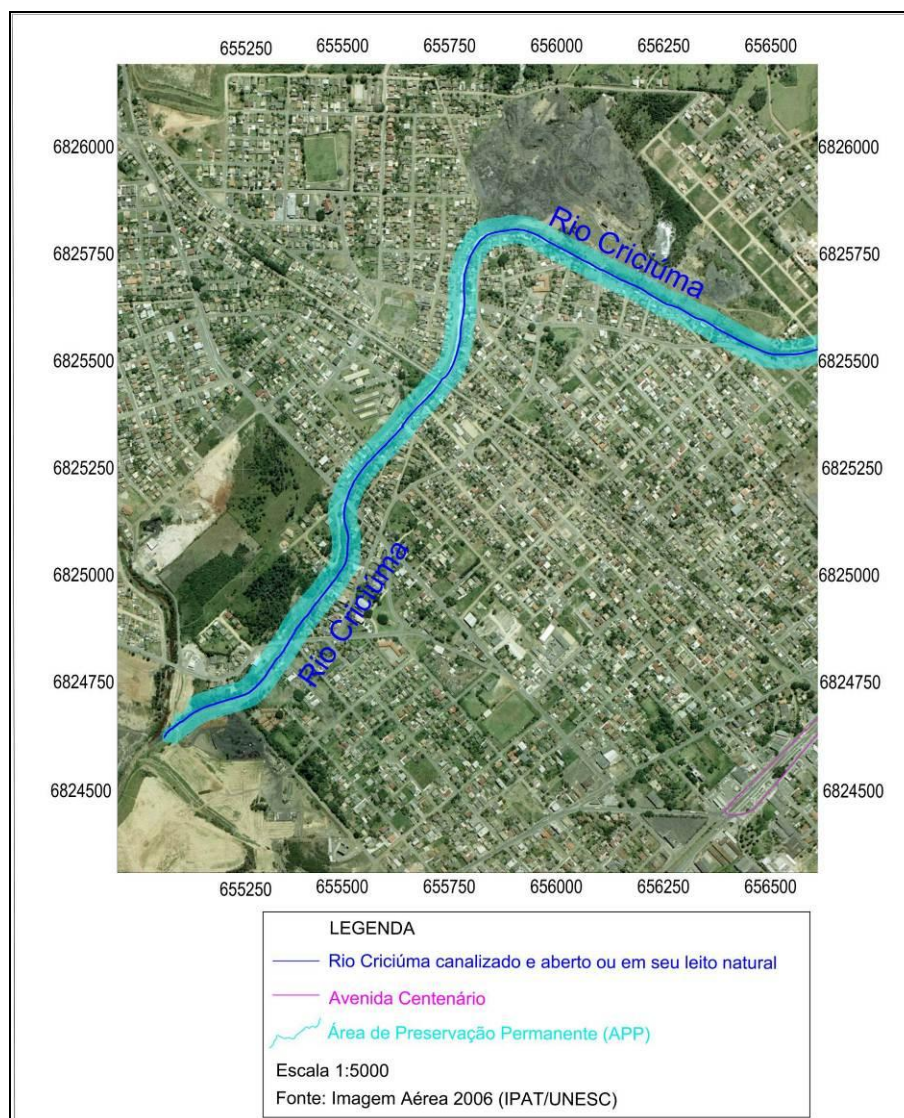 655250 655500 655750 656000 656250 656500
6826000 6826000
Rio Criciúma
6825750 6825750
6825500 6825500
6825250 6825250
Rio Criciúma
6825000 6825000
6824750 6824750
6824500 6824500
655250 655500 655750 656000 656250 656500
LEGENDA
Rio Criciúma canalizado e aberto ou em seu leito natural
Avenida Centenário
Área de Preservação Permanente (APP)
Escala 1:5000
Fonte: Imagem Aérea 2006 (IPAT/UNESC)